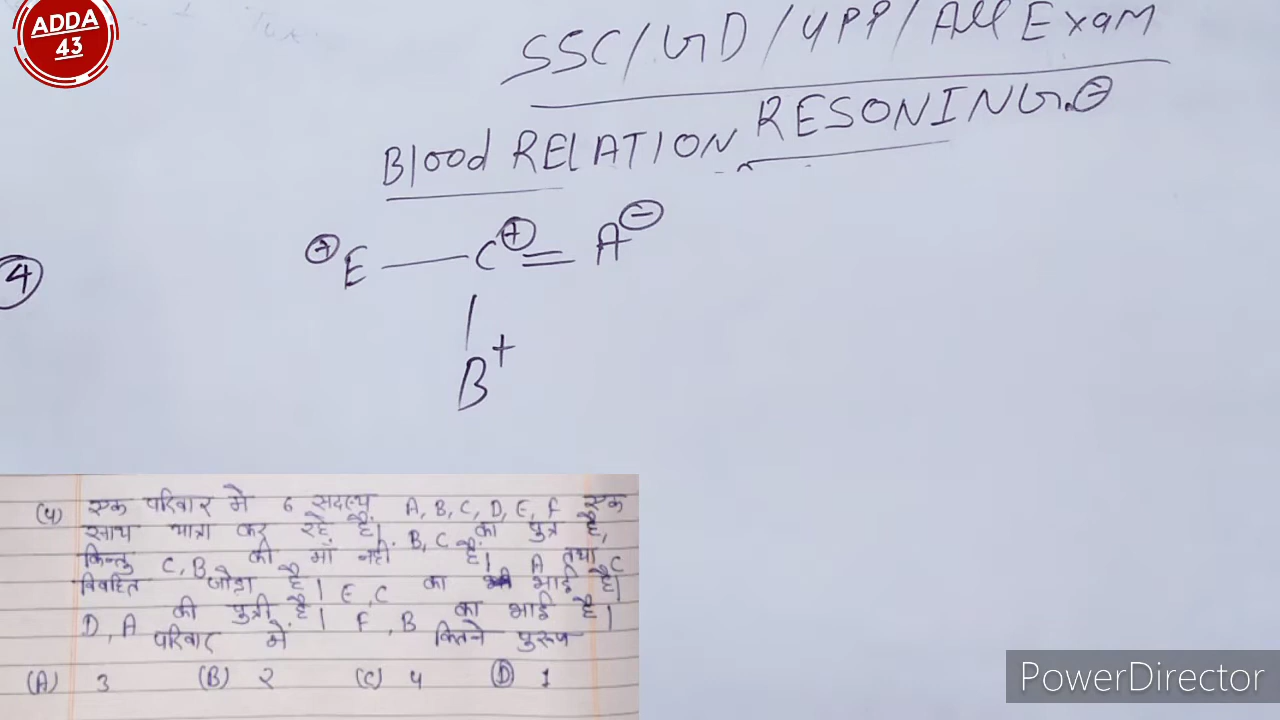 ADDA
43
SSC/GD/UPP/All Exam
Blood RELATION RESONING.
E — C = A
4
B +
(4) एक परिवार में 6 सदस्य A, B, C, D, E, F एक
साथ यात्रा कर रहे हैं। B, C का पुत्र है,
किन्तु C, B की माँ नही है। A तथा C
विवहित जोड़ा है। E, C का भाई है।
D, A की पुत्री है। F, B का भाई है।
परिवार में कितने पुरूष
(A) 3 (B) 2 (C) 4 (D) 1
PowerDirector